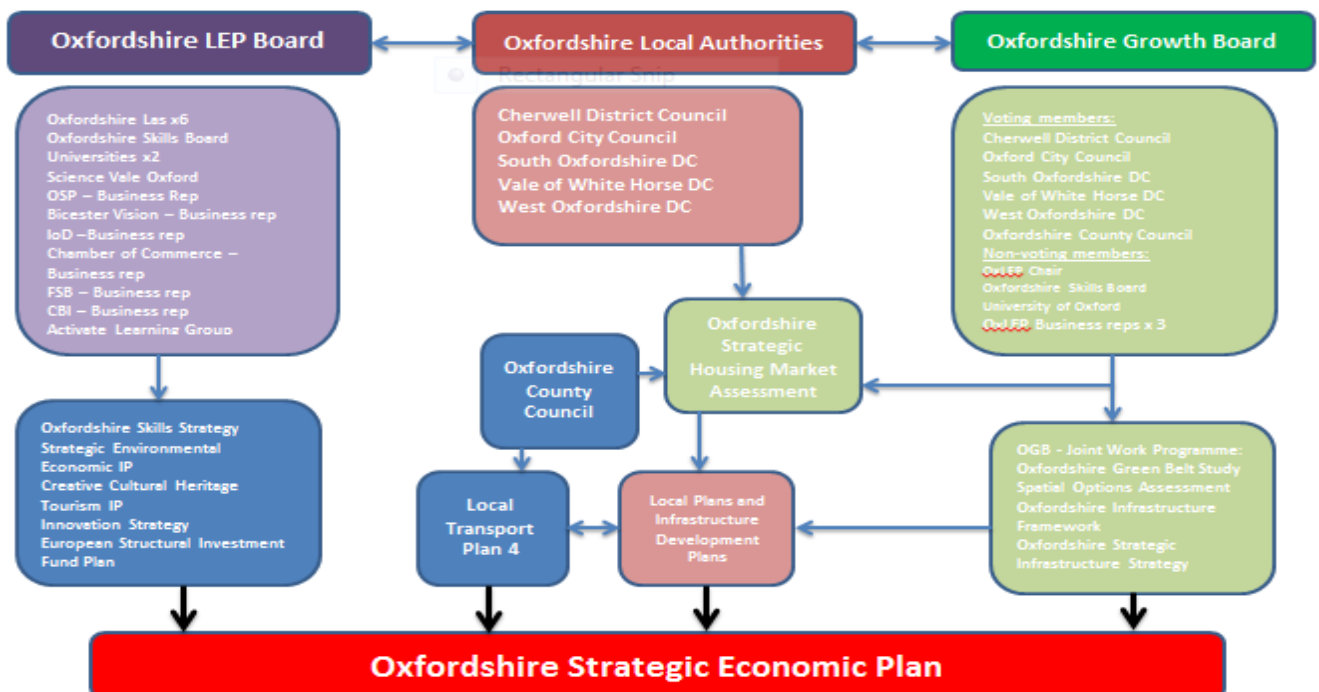 Oxfordshire LEP Board
Oxfordshire Local Authorities
Oxfordshire Growth Board
Rectangular Snip
Oxfordshire Las x6
Oxfordshire Skills Board
Universities x2
Science Vale Oxford
OSP – Business Rep
Bicester Vision – Business rep
IoD –Business rep
Chamber of Commerce –
Business rep
FSB – Business rep
CBI – Business rep
Activate Learning Group
Cherwell District Council
Oxford City Council
South Oxfordshire DC
Vale of White Horse DC
West Oxfordshire DC
Voting members:
Cherwell District Council
Oxford City Council
South Oxfordshire DC
Vale of White Horse DC
West Oxfordshire DC
Oxfordshire County Council
Non-voting members:
OxLEP Chair
Oxfordshire Skills Board
University of Oxford
OxLEP Business reps x 3
Oxfordshire
Strategic
Housing Market
Assessment
Oxfordshire
County
Council
Oxfordshire Skills Strategy
Strategic Environmental
Economic IP
Creative Cultural Heritage
Tourism IP
Innovation Strategy
European Structural Investment
Fund Plan
Local
Transport
Plan 4
Local Plans and
Infrastructure
Development
Plans
OGB - Joint Work Programme:
Oxfordshire Green Belt Study
Spatial Options Assessment
Oxfordshire Infrastructure
Framework
Oxfordshire Strategic
Infrastructure Strategy
Oxfordshire Strategic Economic Plan